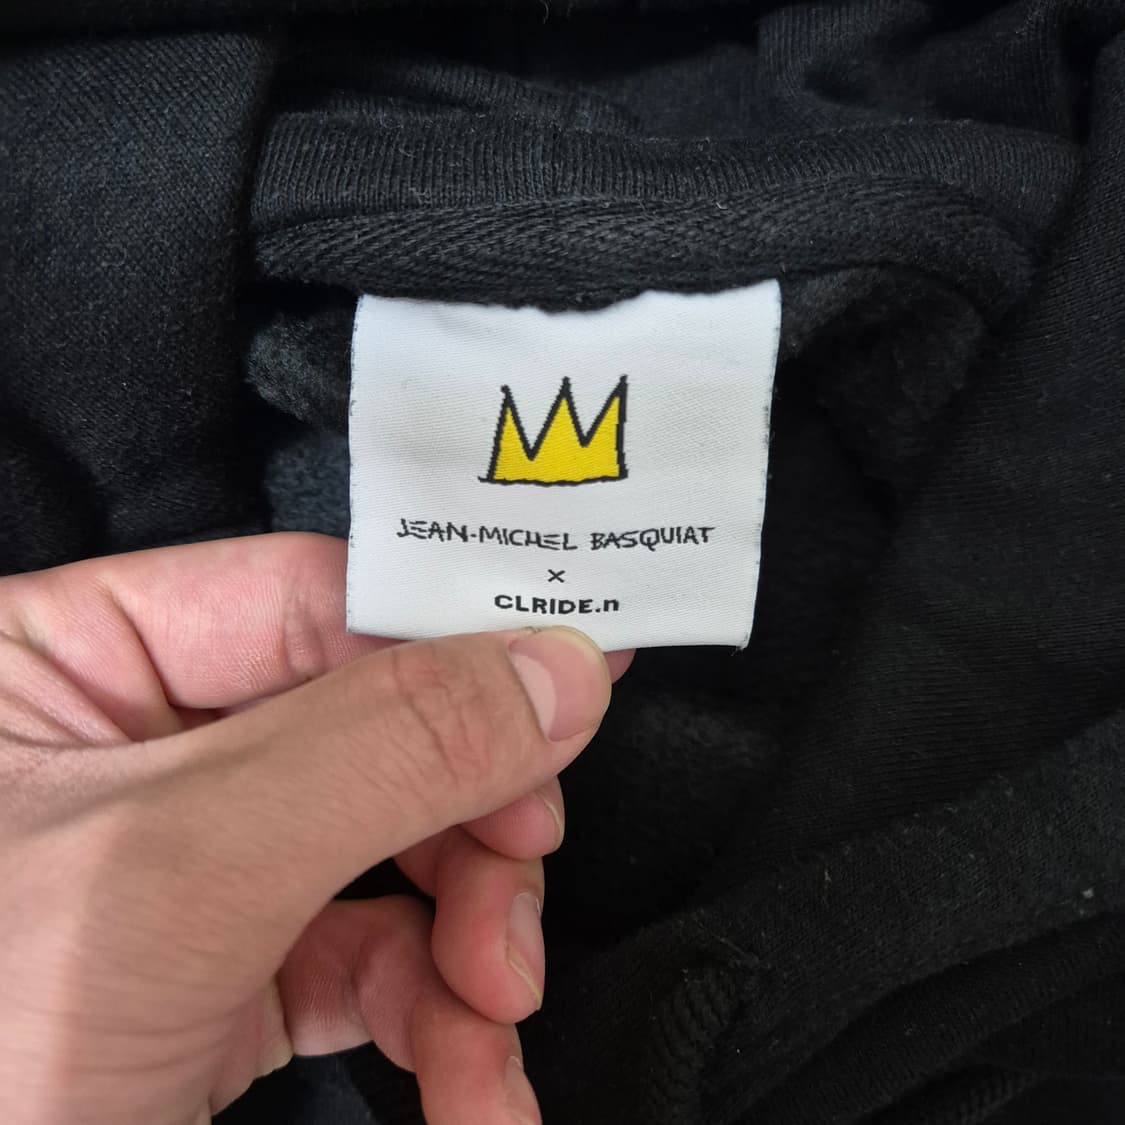 JEAN-MICHEL BASQUIAT
×
CLRIDE.n